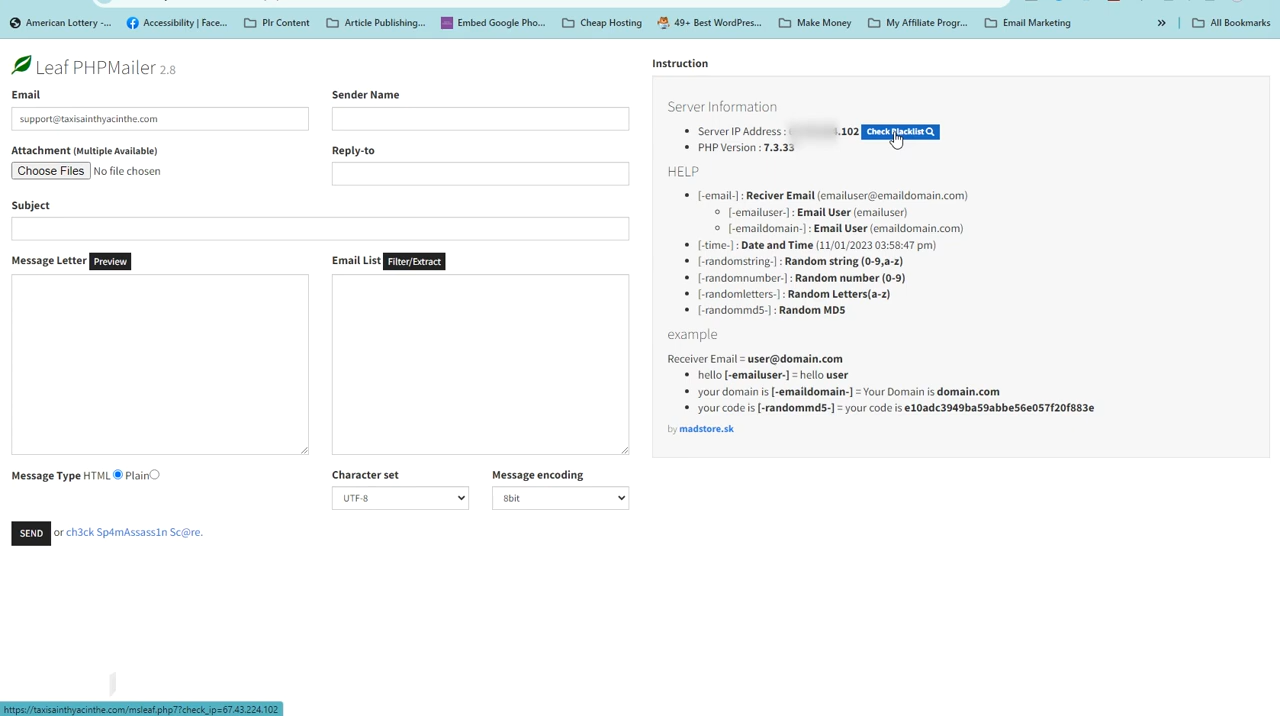 American Lottery -...
Accessibility | Face...
Plr Content
Article Publishing...
Embed Google Pho...
Cheap Hosting
49+ Best WordPres...
Make Money
My Affiliate Progr...
Email Marketing
»
All Bookmarks
Leaf PHPMailer 2.8
Email
Sender Name
support@taxisainthyacinthe.com
Attachment (Multiple Available)
Reply-to
Choose Files No file chosen
Subject
Message Letter Preview
Email List Filter/Extract
Message Type HTML Plain
Character set
Message encoding
UTF-8
8bit
SEND or ch3ck Sp4mAssass1n Sc@re.
Instruction
Server Information
Server IP Address : .102 Check Blacklist
PHP Version : 7.3.33
HELP
[-email-] : Reciver Email (emailuser@emaildomain.com)
[-emailuser-] : Email User (emailuser)
[-emaildomain-] : Email User (emaildomain.com)
[-time-] : Date and Time (11/01/2023 03:58:47 pm)
[-randomstring-] : Random string (0-9,a-z)
[-randomnumber-] : Random number (0-9)
[-randomletters-] : Random Letters(a-z)
[-randommd5-] : Random MD5
example
Receiver Email = user@domain.com
hello [-emailuser-] = hello user
your domain is [-emaildomain-] = Your Domain is domain.com
your code is [-randommd5-] = your code is e10adc3949ba59abbe56e057f20f883e
by madstore.sk
https://taxisainthyacinthe.com/msleaf.php7?check_ip=67.43.224.102